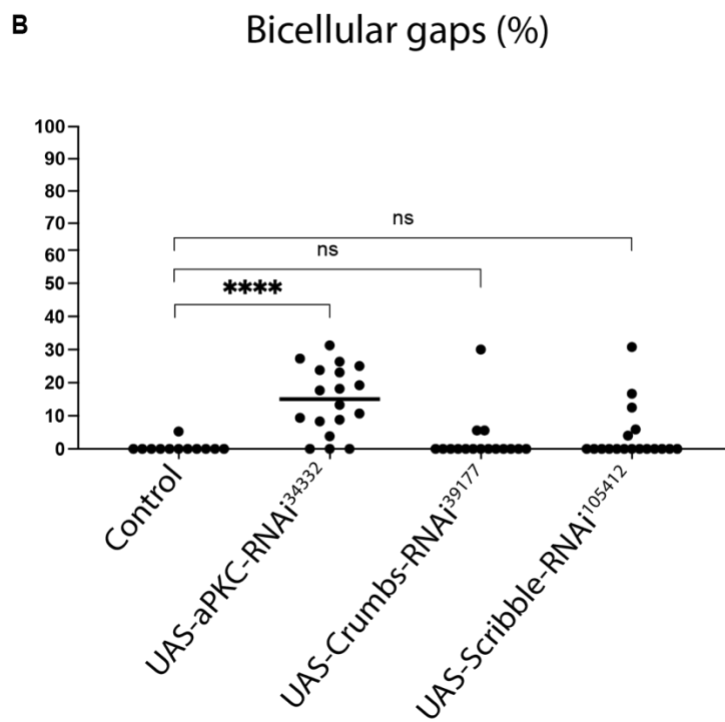 B
Bicellular gaps (%)
100
90
80
70
60
50
40
30
20
10
0
ns
ns
****
Control
UAS-aPKC-RNAi³⁴³³²
UAS-Crumbs-RNAi³⁹¹⁷⁷
UAS-Scribble-RNAi¹⁰⁵⁴¹²